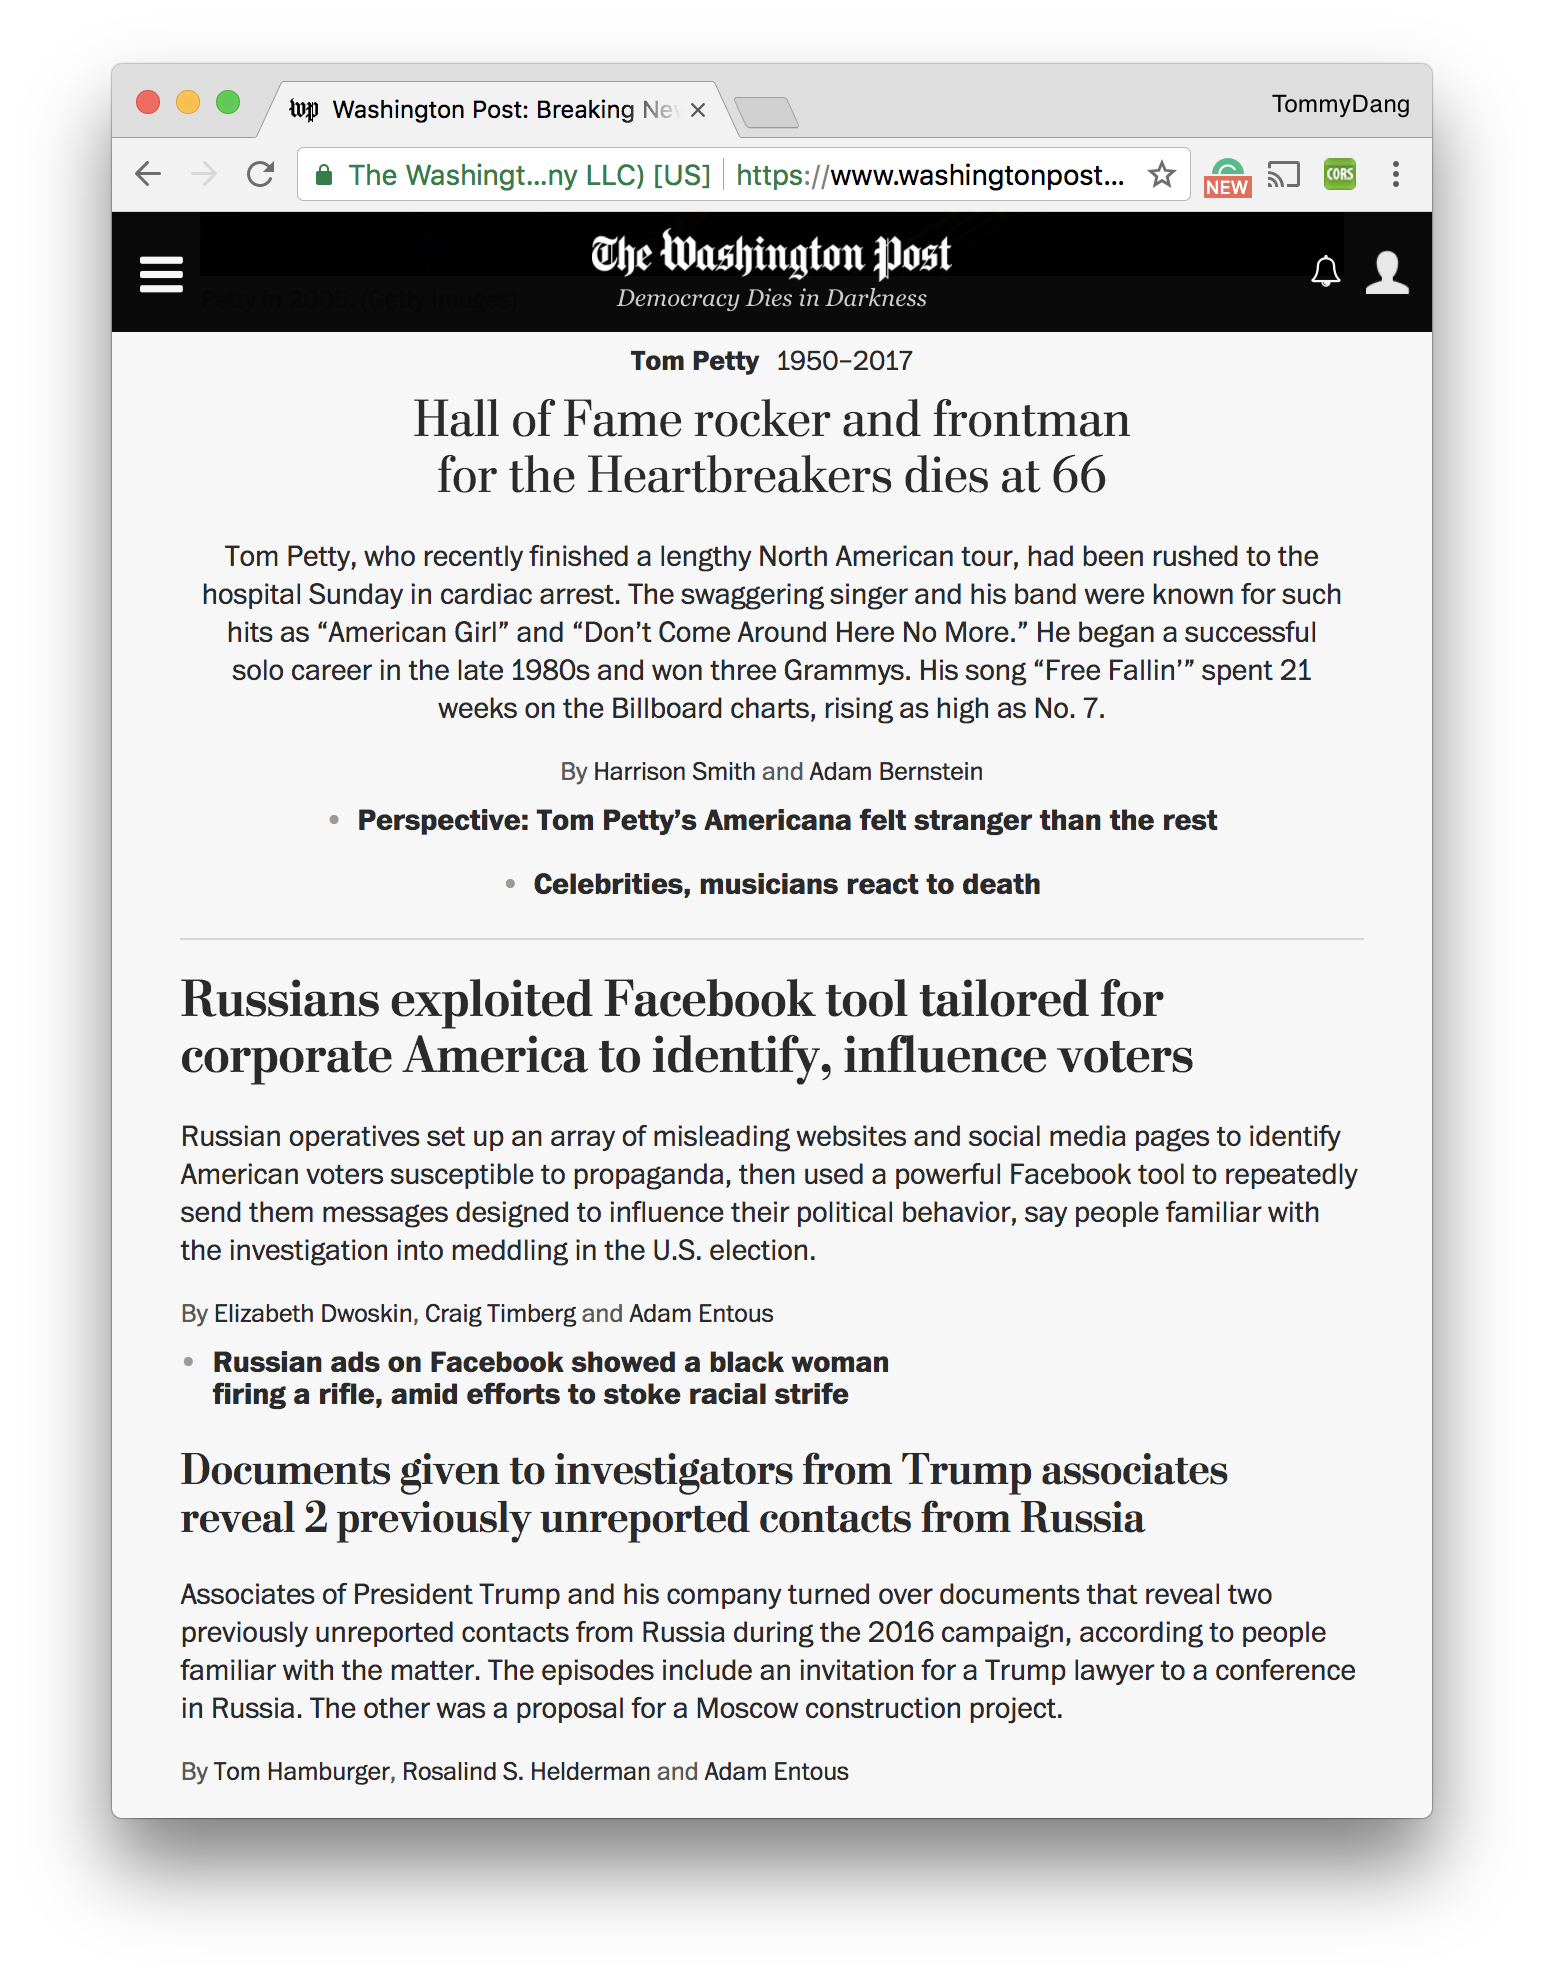 wp Washington Post: Breaking Ne
TommyDang
The Washingt...ny LLC) [US] https://www.washingtonpost...
NEW
CORS
The Washington Post
Petty in 2005. (Getty Images)
Democracy Dies in Darkness
Tom Petty 1950–2017
Hall of Fame rocker and frontman
for the Heartbreakers dies at 66
Tom Petty, who recently finished a lengthy North American tour, had been rushed to the
hospital Sunday in cardiac arrest. The swaggering singer and his band were known for such
hits as “American Girl” and “Don’t Come Around Here No More.” He began a successful
solo career in the late 1980s and won three Grammys. His song “Free Fallin’” spent 21
weeks on the Billboard charts, rising as high as No. 7.
By Harrison Smith and Adam Bernstein
• Perspective: Tom Petty’s Americana felt stranger than the rest
• Celebrities, musicians react to death
Russians exploited Facebook tool tailored for
corporate America to identify, influence voters
Russian operatives set up an array of misleading websites and social media pages to identify
American voters susceptible to propaganda, then used a powerful Facebook tool to repeatedly
send them messages designed to influence their political behavior, say people familiar with
the investigation into meddling in the U.S. election.
By Elizabeth Dwoskin, Craig Timberg and Adam Entous
• Russian ads on Facebook showed a black woman
firing a rifle, amid efforts to stoke racial strife
Documents given to investigators from Trump associates
reveal 2 previously unreported contacts from Russia
Associates of President Trump and his company turned over documents that reveal two
previously unreported contacts from Russia during the 2016 campaign, according to people
familiar with the matter. The episodes include an invitation for a Trump lawyer to a conference
in Russia. The other was a proposal for a Moscow construction project.
By Tom Hamburger, Rosalind S. Helderman and Adam Entous